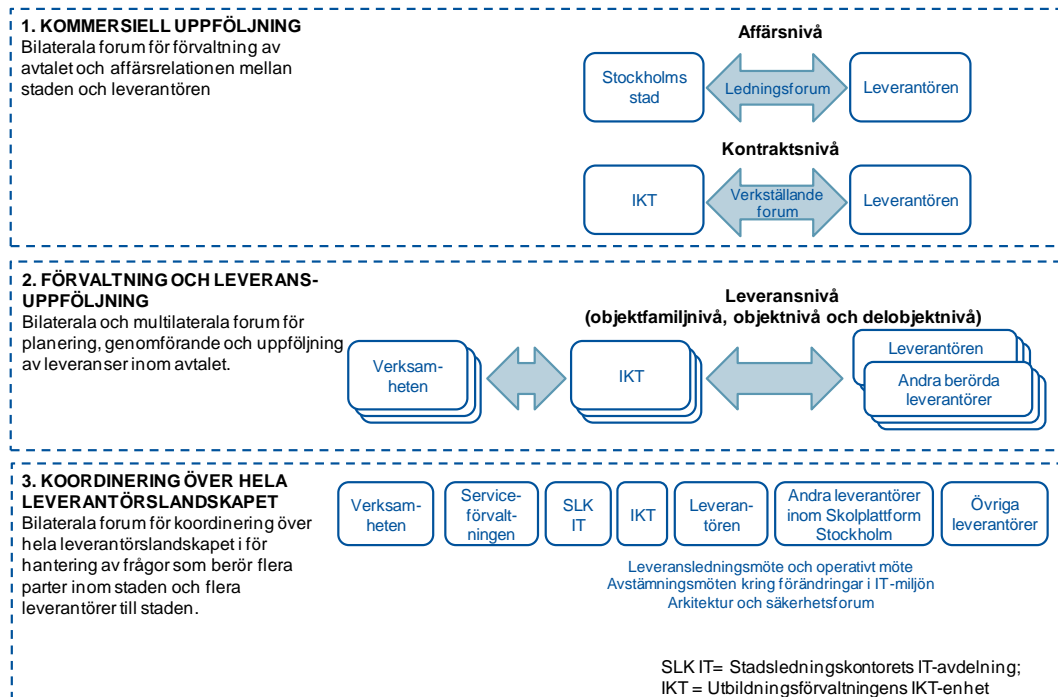 1. KOMMERSIELL UPPFÖLJNING
Bilaterala forum för förvaltning av
avtalet och affärsrelationen mellan
staden och leverantören
Affärsnivå
Stockholms
stad
Ledningsforum
Leverantören
Kontraktsnivå
IKT
Verkställande
forum
Leverantören
2. FÖRVALTNING OCH LEVERANS-
UPPFÖLJNING
Bilaterala och multilaterala forum för
planering, genomförande och uppföljning
av leveranser inom avtalet.
Leveransnivå
(objektfamiljnivå, objektnivå och delobjektnivå)
Verksam-
heten
IKT
Leverantören
Andra berörda
leverantörer
3. KOORDINERING ÖVER HELA
LEVERANTÖRSLANDSKAPET
Bilaterala forum för koordinering över
hela leverantörslandskapet i för
hantering av frågor som berör flera
parter inom staden och flera
leverantörer till staden.
Verksam-
heten
Service-
förvalt-
ningen
SLK
IT
IKT
Leveran-
tören
Andra leverantörer
inom Skolplattform
Stockholm
Övriga
leverantörer
Leveransledningsmöte och operativt möte
Avstämningsmöten kring förändringar i IT-miljön
Arkitektur och säkerhetsforum
SLK IT= Stadsledningskontorets IT-avdelning;
IKT = Utbildningsförvaltningens IKT-enhet